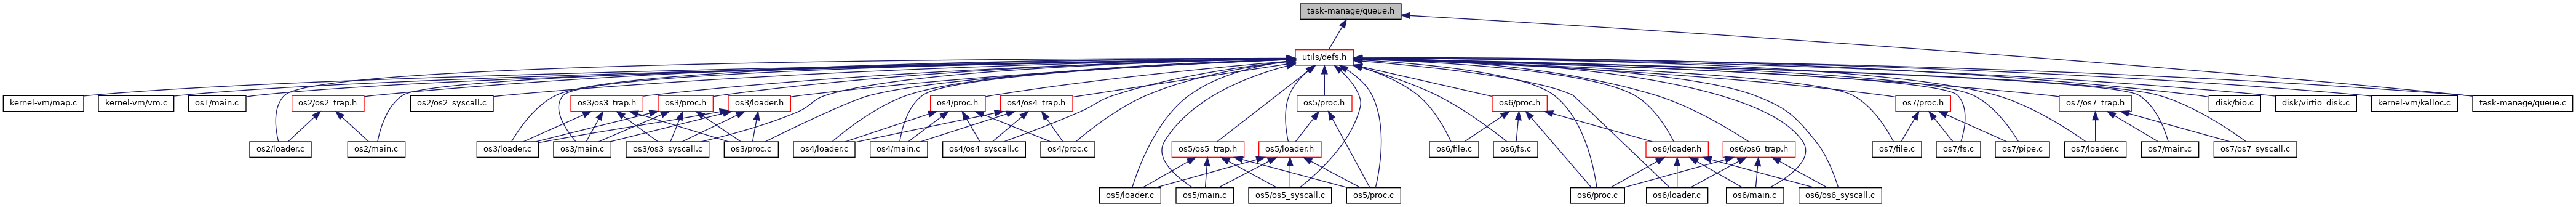 task-manage/queue.h
utils/defs.h
kernel-vm/map.c
kernel-vm/vm.c
os1/main.c
os2/os2_trap.h
os2/os2_syscall.c
os3/os3_trap.h
os3/proc.h
os3/loader.h
os4/proc.h
os4/os4_trap.h
os5/proc.h
os6/proc.h
os7/proc.h
os7/os7_trap.h
disk/bio.c
disk/virtio_disk.c
kernel-vm/kalloc.c
task-manage/queue.c
os2/loader.c
os2/main.c
os3/loader.c
os3/main.c
os3/os3_syscall.c
os3/proc.c
os4/loader.c
os4/main.c
os4/os4_syscall.c
os4/proc.c
os5/os5_trap.h
os5/loader.h
os6/file.c
os6/fs.c
os6/loader.h
os6/os6_trap.h
os7/file.c
os7/fs.c
os7/pipe.c
os7/loader.c
os7/main.c
os7/os7_syscall.c
os5/loader.c
os5/main.c
os5/os5_syscall.c
os5/proc.c
os6/proc.c
os6/loader.c
os6/main.c
os6/os6_syscall.c